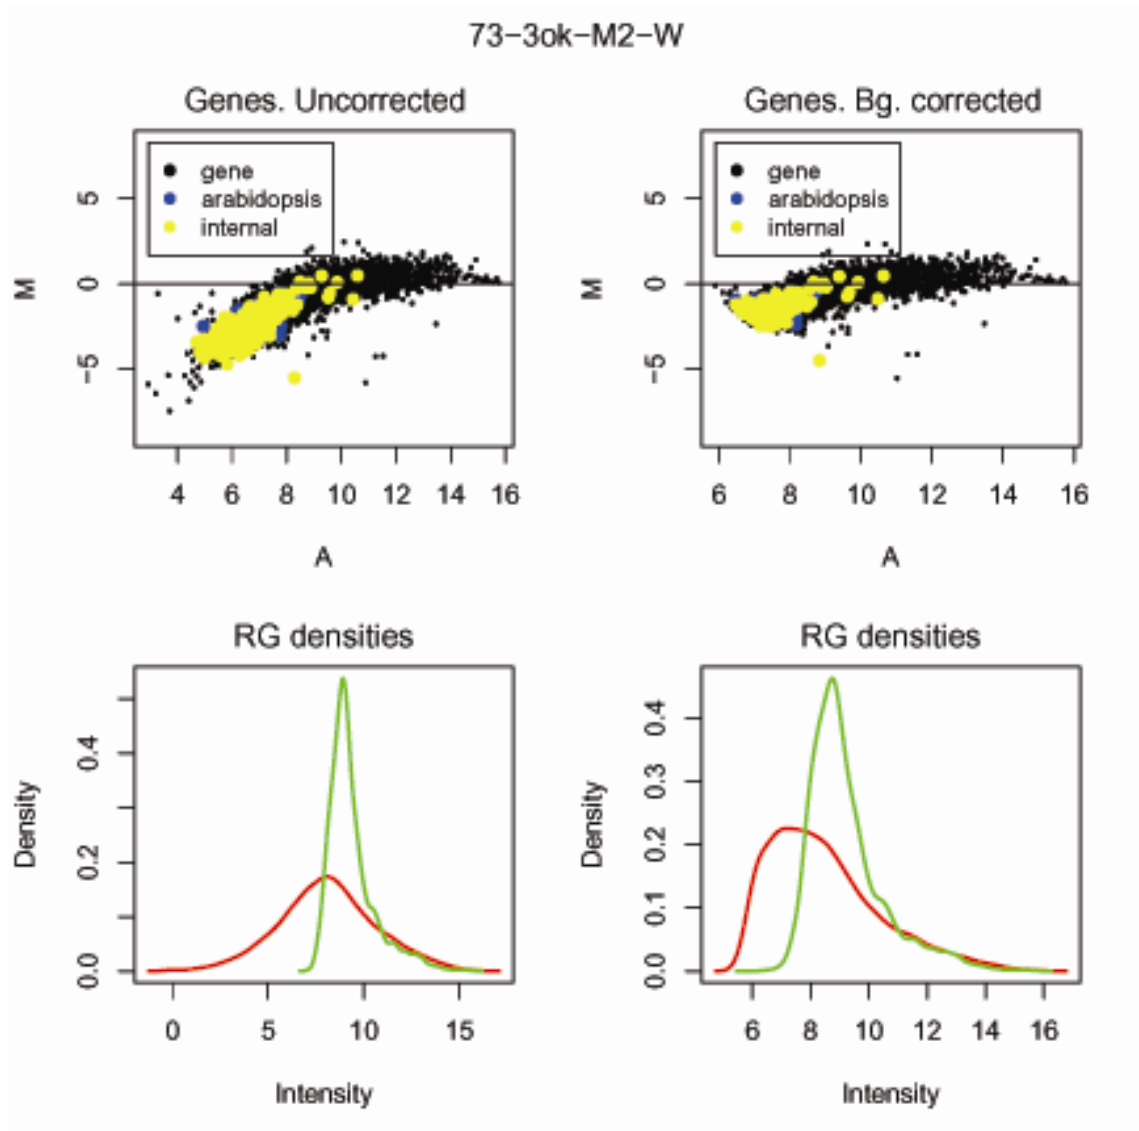 73-3ok-M2-W
Genes. Uncorrected
Genes. Bg. corrected
gene
arabidopsis
internal
gene
arabidopsis
internal
M
5
0
-5
M
5
0
-5
4 6 8 10 12 14 16
6 8 10 12 14 16
A
A
RG densities
RG densities
Density
0.4
0.2
0.0
Density
0.4
0.3
0.2
0.1
0.0
0 5 10 15
6 8 10 12 14 16
Intensity
Intensity